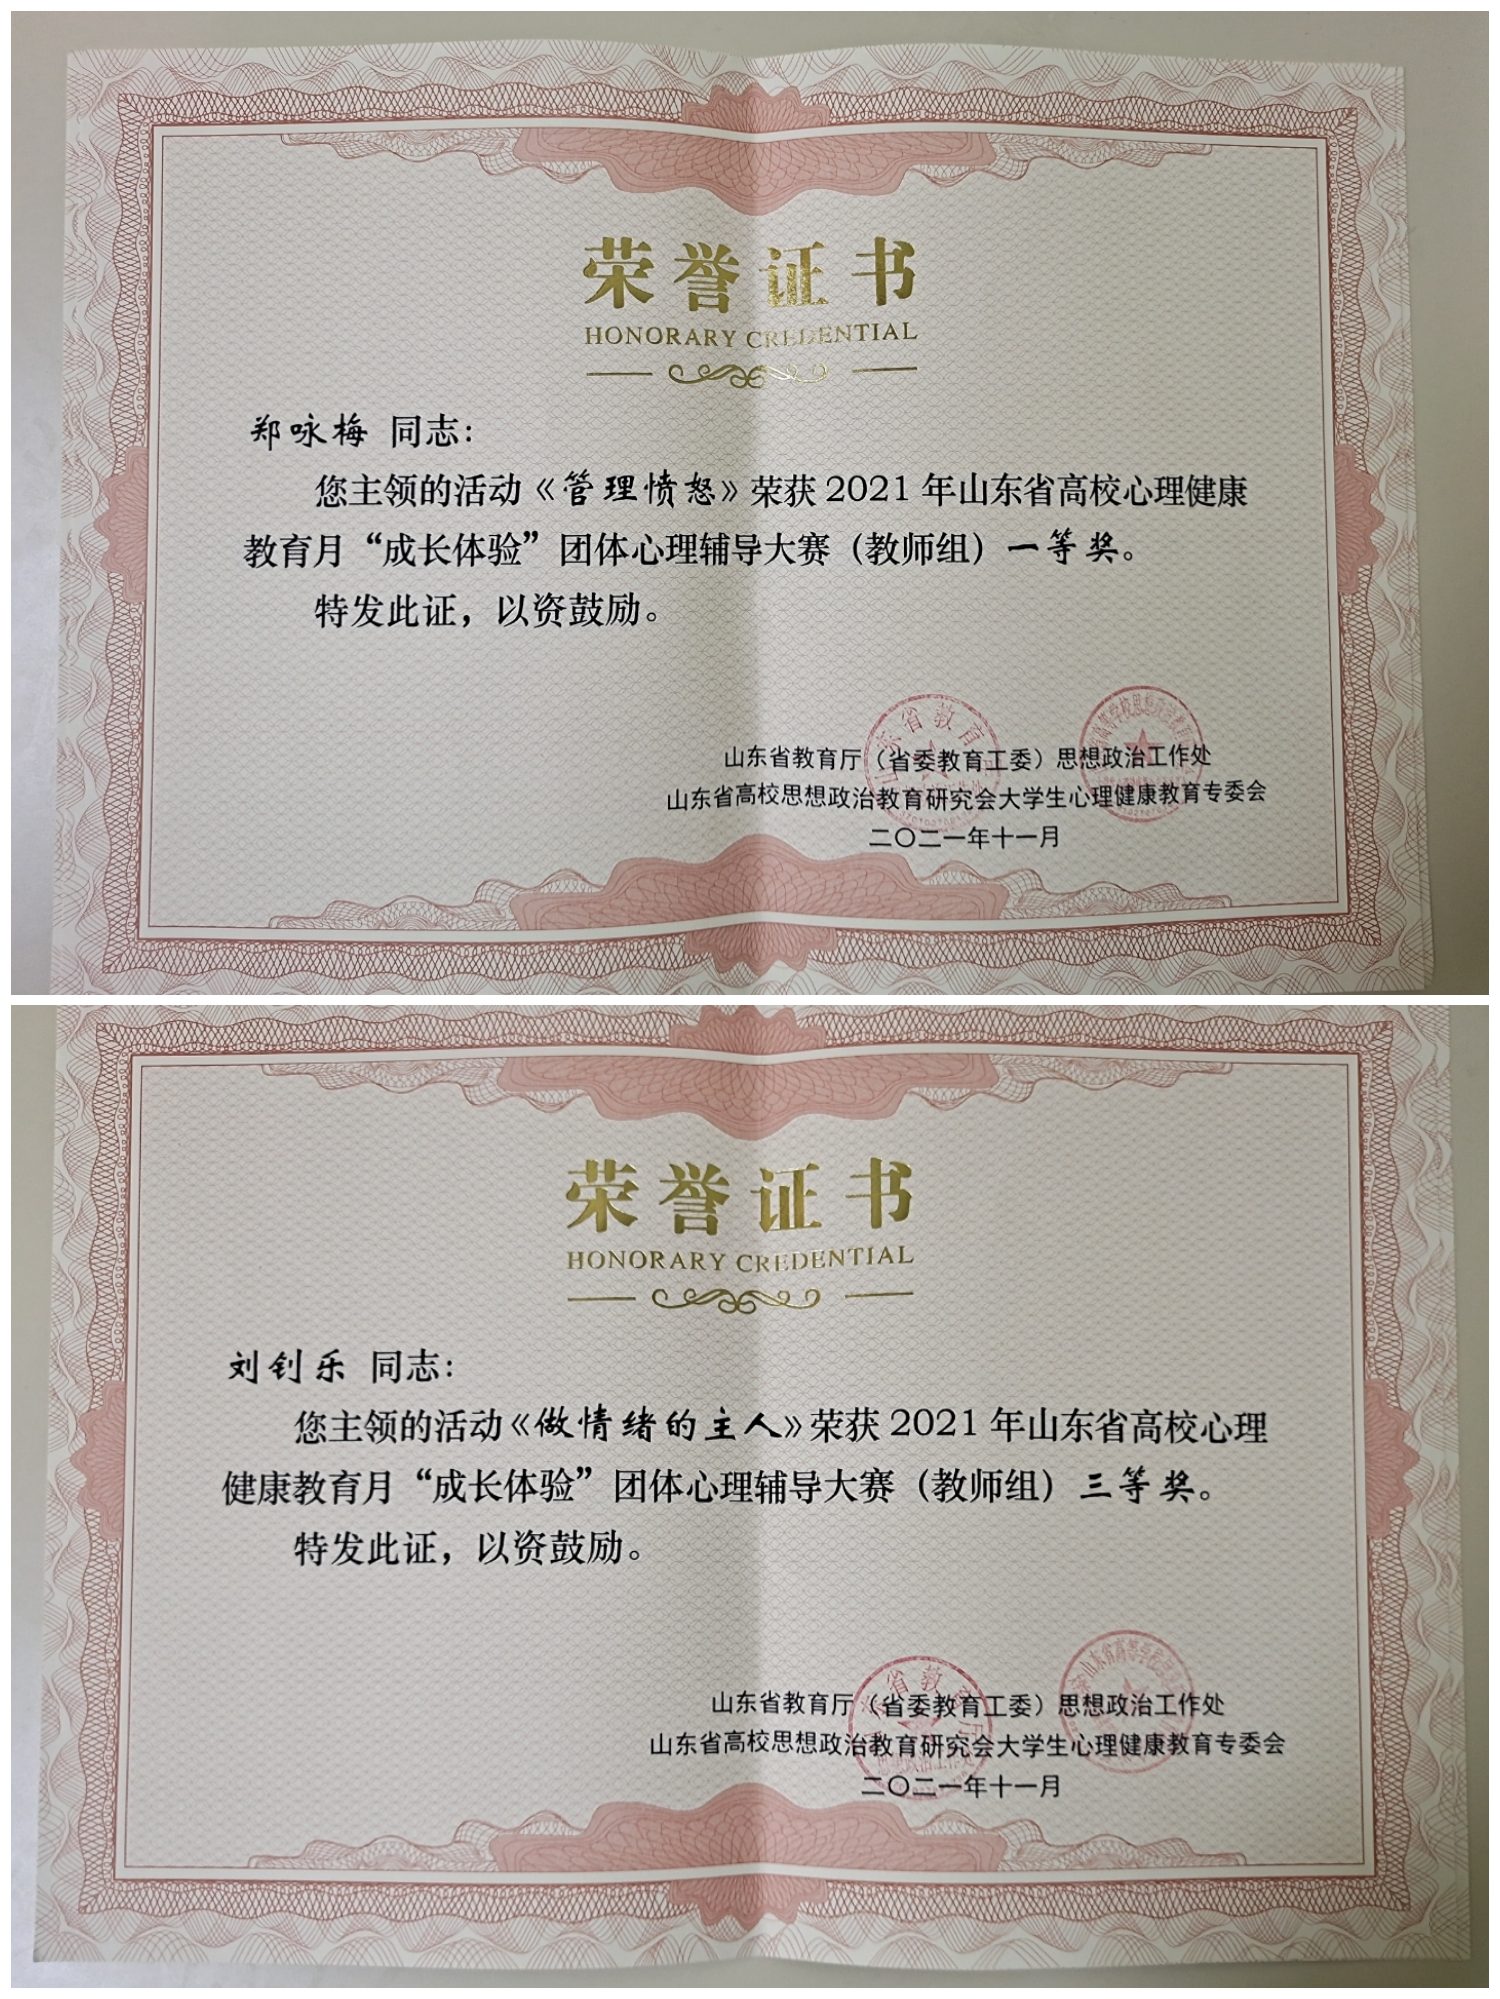 荣誉证书
HONORARY CREDENTIAL
郑咏梅 同志：
您主领的活动《管理愤怒》荣获 2021 年山东省高校心理健康
教育月“成长体验”团体心理辅导大赛（教师组）一等奖。
特发此证，以资鼓励。
山东省教育厅（省委教育工委）思想政治工作处
山东省高校思想政治教育研究会大学生心理健康教育专委会
二〇二一年十一月
荣誉证书
HONORARY CREDENTIAL
刘钊乐 同志：
您主领的活动《做情绪的主人》荣获 2021 年山东省高校心理
健康教育月“成长体验”团体心理辅导大赛（教师组）三等奖。
特发此证，以资鼓励。
山东省教育厅（省委教育工委）思想政治工作处
山东省高校思想政治教育研究会大学生心理健康教育专委会
二〇二一年十一月